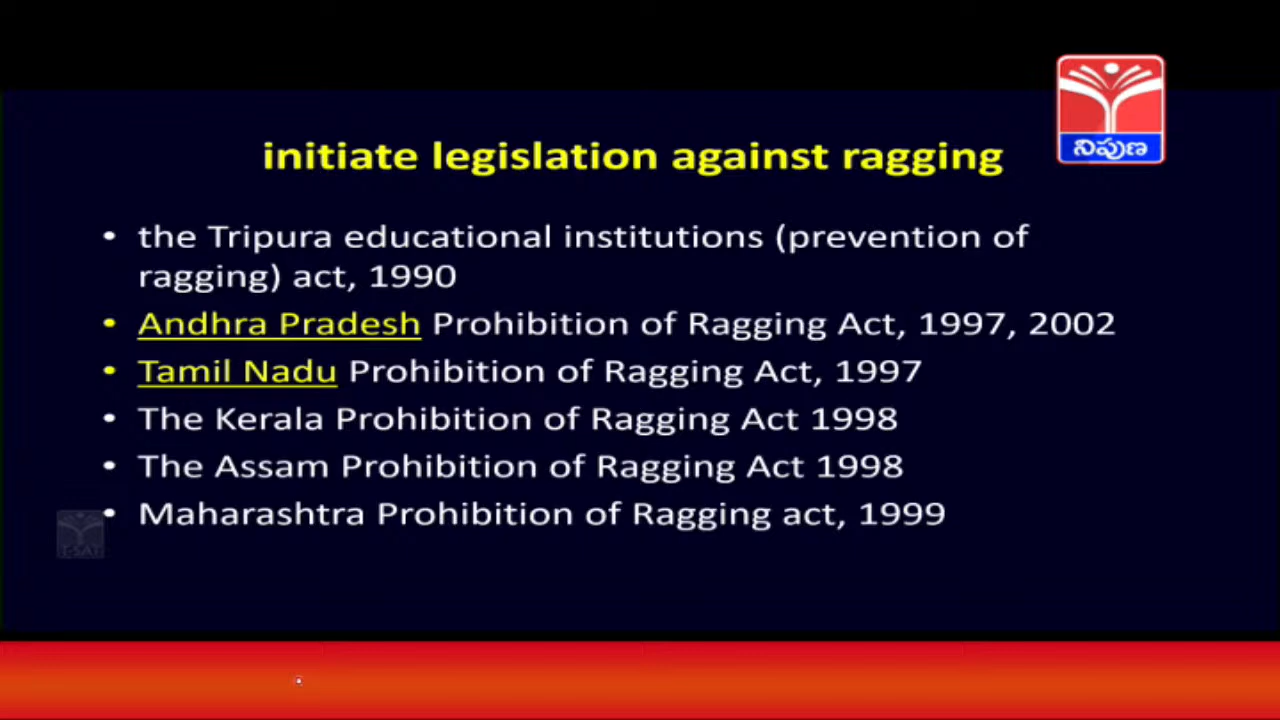 నిపుణ
initiate legislation against ragging
• the Tripura educational institutions (prevention of
ragging) act, 1990
• Andhra Pradesh Prohibition of Ragging Act, 1997, 2002
• Tamil Nadu Prohibition of Ragging Act, 1997
• The Kerala Prohibition of Ragging Act 1998
• The Assam Prohibition of Ragging Act 1998
• Maharashtra Prohibition of Ragging act, 1999
T-SAT